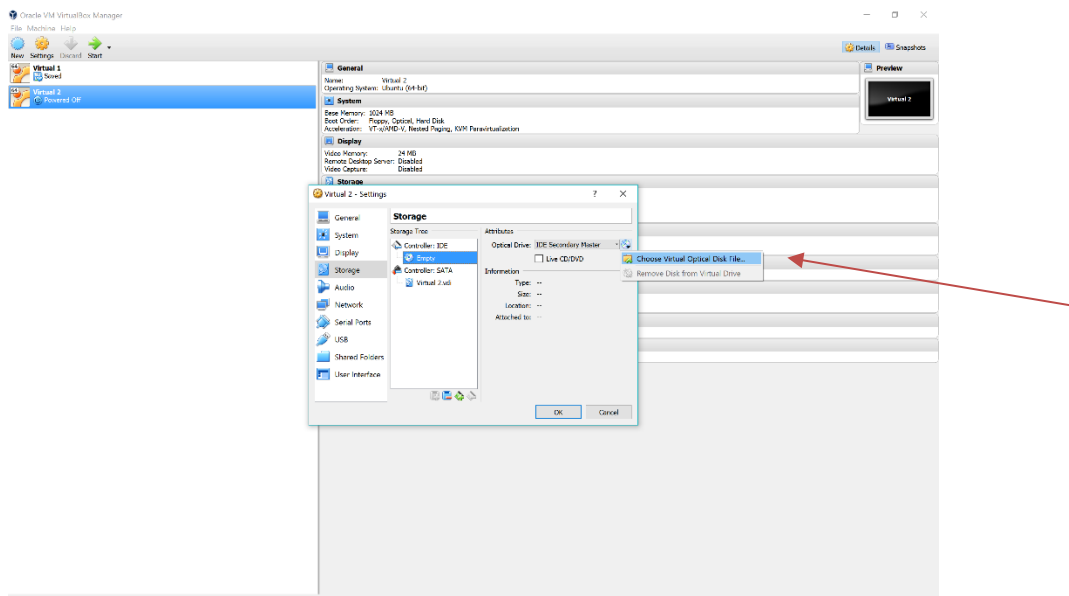 Oracle VM VirtualBox Manager
File Machine Help
New Settings Discard Start
Details Snapshots
Virtual 1
Saved
Virtual 2
Powered Off
General
Name: Virtual 2
Operating System: Ubuntu (64-bit)
System
Base Memory: 1024 MB
Boot Order: Floppy, Optical, Hard Disk
Acceleration: VT-x/AMD-V, Nested Paging, KVM Paravirtualization
Display
Video Memory: 24 MB
Remote Desktop Server: Disabled
Video Capture: Disabled
Storage
Preview
Virtual 2
Virtual 2 - Settings
General
System
Display
Storage
Audio
Network
Serial Ports
USB
Shared Folders
User Interface
Storage
Storage Tree
Controller: IDE
Empty
Controller: SATA
Virtual 2.vdi
Attributes
Optical Drive: IDE Secondary Master
Live CD/DVD
Information
Type: --
Size: --
Location: --
Attached to: --
Choose Virtual Optical Disk File...
Remove Disk from Virtual Drive
OK Cancel